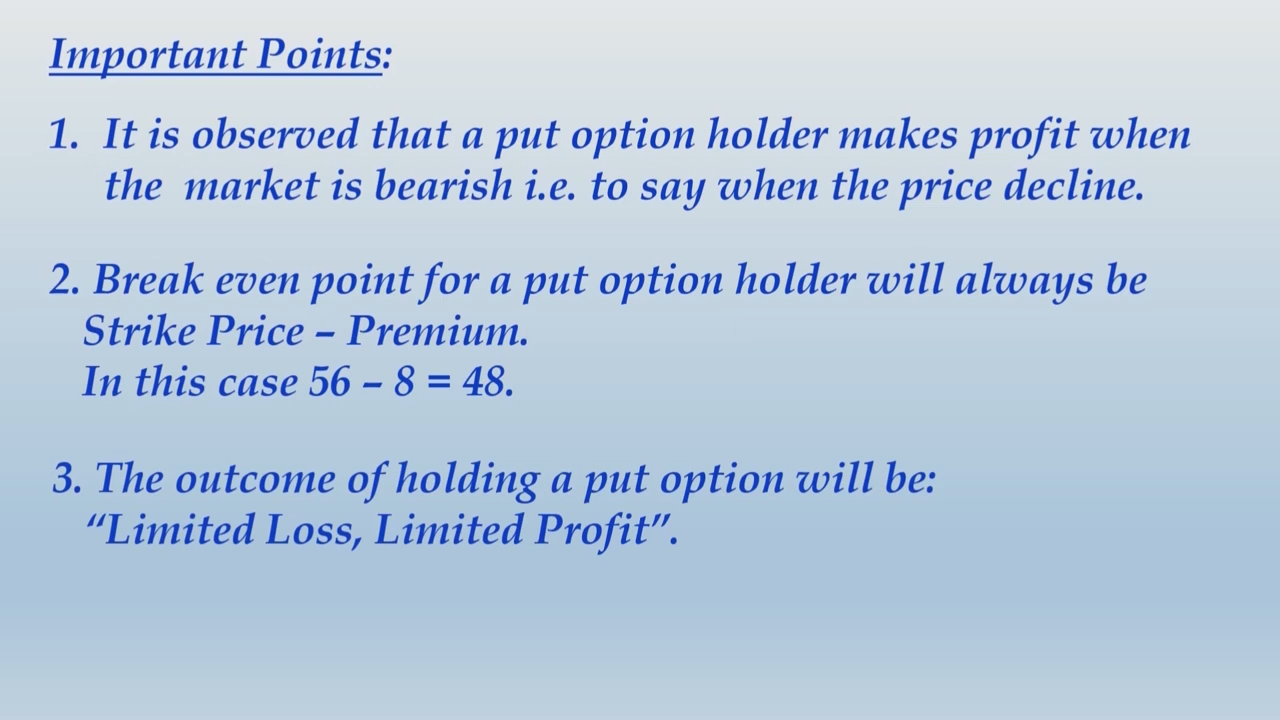 Important Points:
1. It is observed that a put option holder makes profit when
the market is bearish i.e. to say when the price decline.
2. Break even point for a put option holder will always be
Strike Price – Premium.
In this case 56 – 8 = 48.
3. The outcome of holding a put option will be:
“Limited Loss, Limited Profit”.